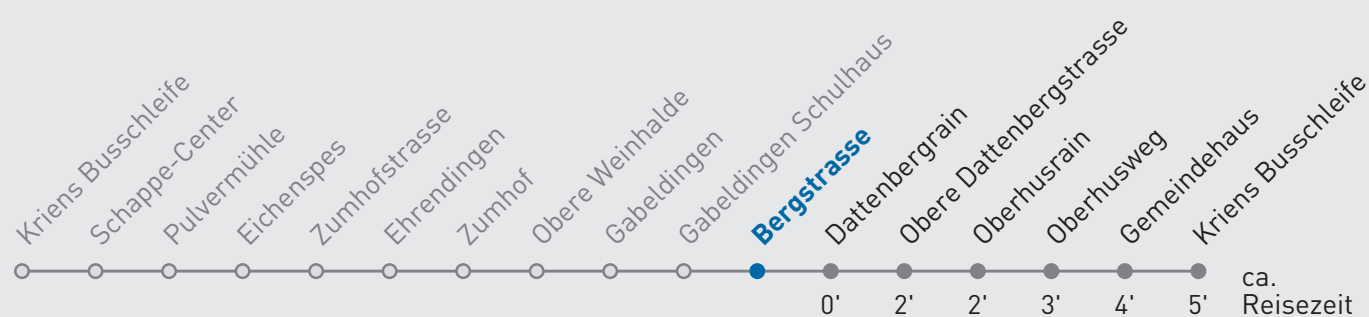 Kriens Busschleife
Schappe-Center
Pulvermühle
Eichenspes
Zumhofstrasse
Ehrendingen
Zumhof
Obere Weinhalde
Gabeldingen
Gabeldingen Schulhaus
Bergstrasse
Dattenbergrain
Obere Dattenbergstrasse
Oberhusrain
Oberhusweg
Gemeindehaus
Kriens Busschleife
ca.
0' 2' 2' 3' 4' 5' Reisezeit